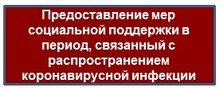 Предоставление мер
социальной поддержки в
период, связанный с
распространением
коронавирусной инфекции